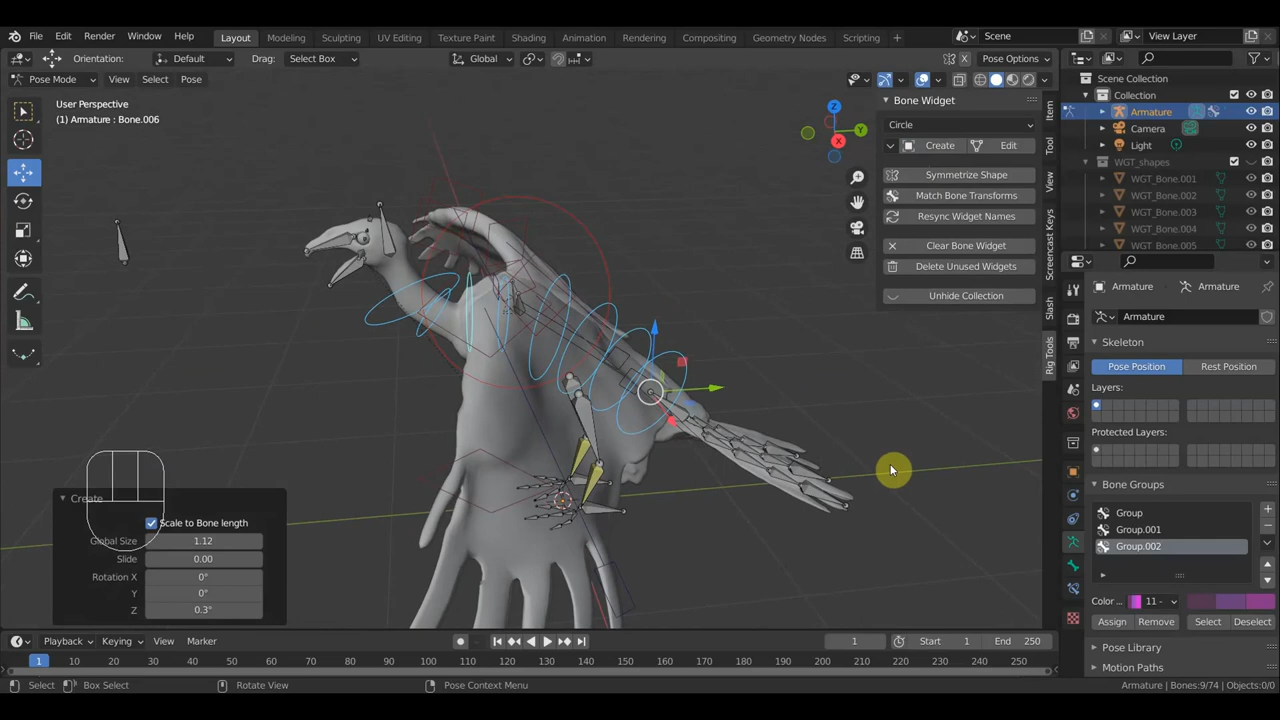 File Edit Render Window Help Layout Modeling Sculpting UV Editing Texture Paint Shading Animation Rendering Compositing Geometry Nodes Scripting + Scene View Layer
Orientation: Default Drag: Select Box Global X Pose Options
Pose Mode View Select Pose
User Perspective
(1) Armature : Bone.006
Z
Y
X
Bone Widget
Circle
Create Edit
Symmetrize Shape
Match Bone Transforms
Resync Widget Names
Clear Bone Widget
Delete Unused Widgets
Unhide Collection
Item
Tool
View
Screencast Keys
Slash
Rig Tools
Scene Collection
Collection
Armature
Camera
Light
WGT_shapes
WGT_Bone.001
WGT_Bone.002
WGT_Bone.003
WGT_Bone.004
WGT_Bone.005
Armature > Armature
Armature
Skeleton
Pose Position Rest Position
Layers:
Protected Layers:
Bone Groups
Group
Group.001
Group.002
Color ... 11 -
Assign Remove Select Deselect
Pose Library
Motion Paths
Create
Scale to Bone length
Global Size 1.12
Slide 0.00
Rotation X 0°
Y 0°
Z 0.3°
Playback Keying View Marker 1 Start 1 End 250
1 10 20 30 40 50 60 70 80 90 100 110 120 130 140 150 160 170 180 190 200 210 220 230 240 250
Select Box Select Rotate View Pose Context Menu Armature | Bones:9/74 | Objects:0/0